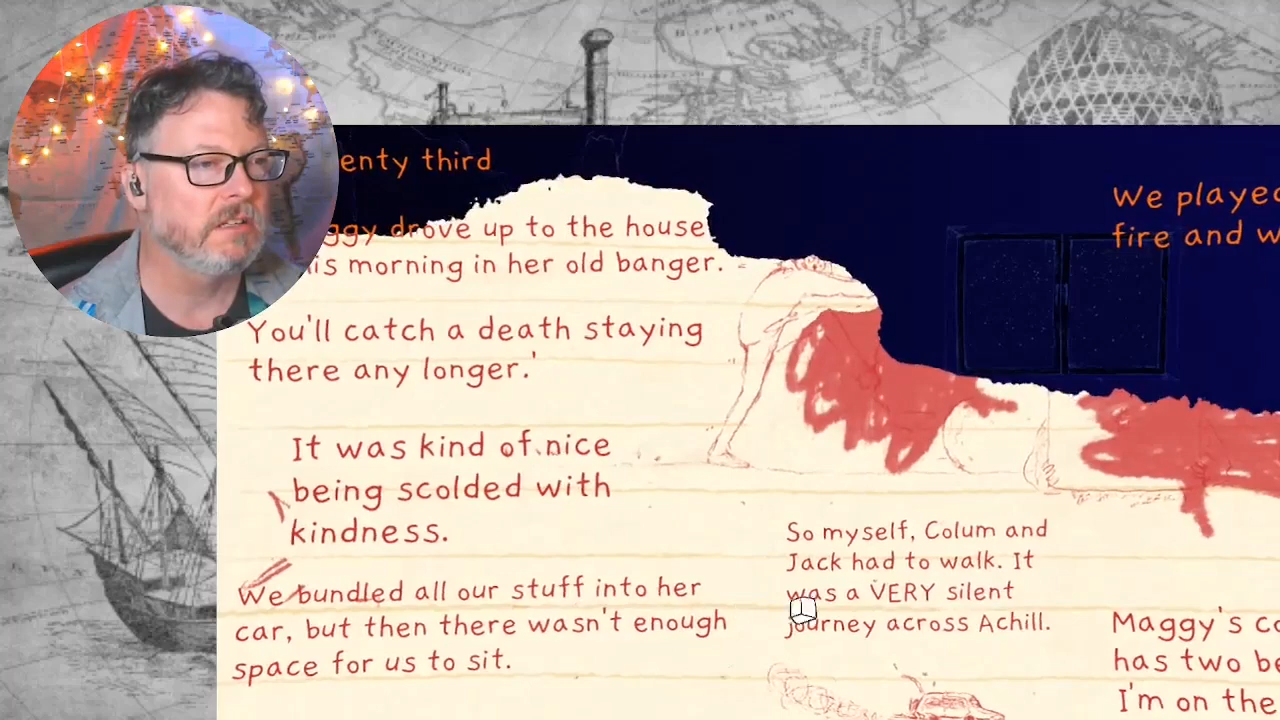 enty third
ggy drove up to the house
is morning in her old banger.
You'll catch a death staying
there any longer.'
It was kind of nice
being scolded with
kindness.
We bundled all our stuff into her
car, but then there wasn't enough
space for us to sit.
So myself, Colum and
Jack had to walk. It
was a VERY silent
journey across Achill.
We played
fire and w
Maggy's c
has two be
I'm on the